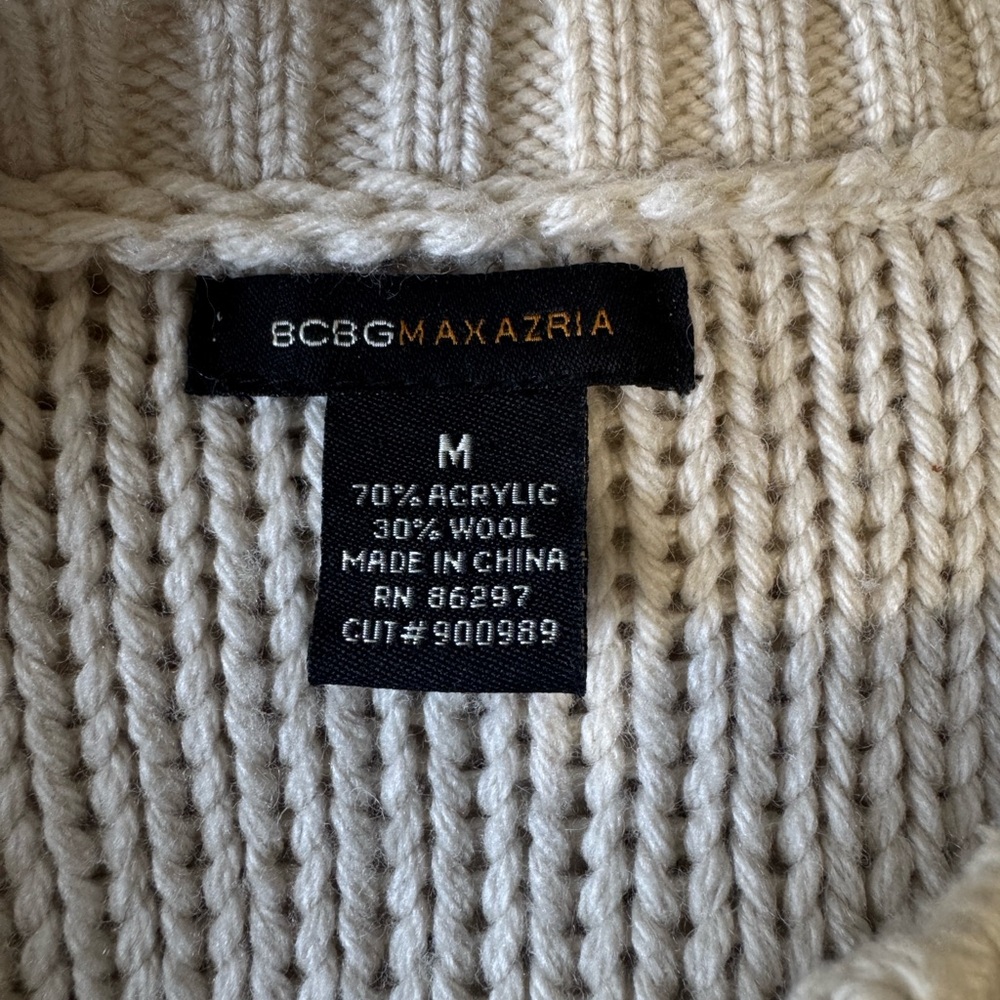 BCBGMAXAZRIA
M
70% ACRYLIC
30% WOOL
MADE IN CHINA
RN 86297
CUT# 900989